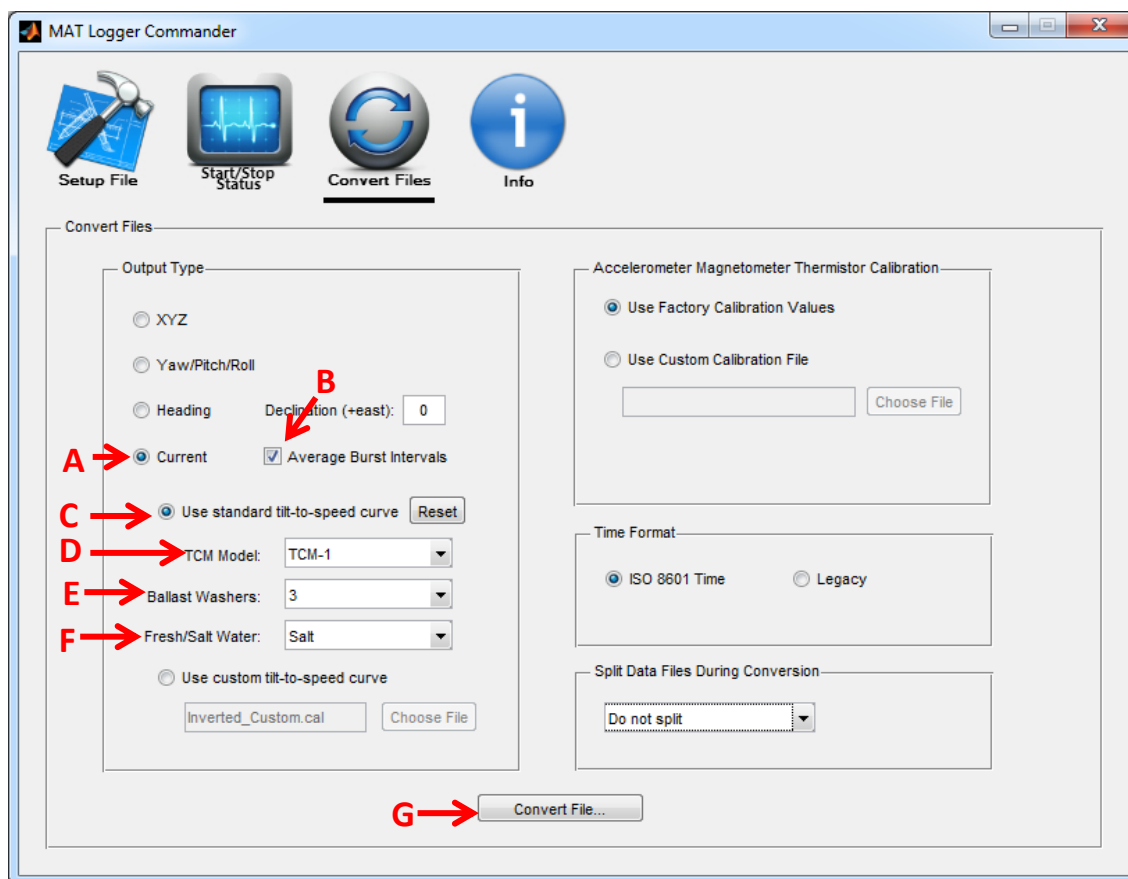 MAT Logger Commander
Setup File
Start/Stop
Status
Convert Files
Info
Convert Files
Output Type
XYZ
Yaw/Pitch/Roll
B
Heading Declination (+east): 0
A Current Average Burst Intervals
C Use standard tilt-to-speed curve Reset
D TCM Model: TCM-1
E Ballast Washers: 3
F Fresh/Salt Water: Salt
Use custom tilt-to-speed curve
Inverted_Custom.cal Choose File
Accelerometer Magnetometer Thermistor Calibration
Use Factory Calibration Values
Use Custom Calibration File
Choose File
Time Format
ISO 8601 Time Legacy
Split Data Files During Conversion
Do not split
G Convert File...